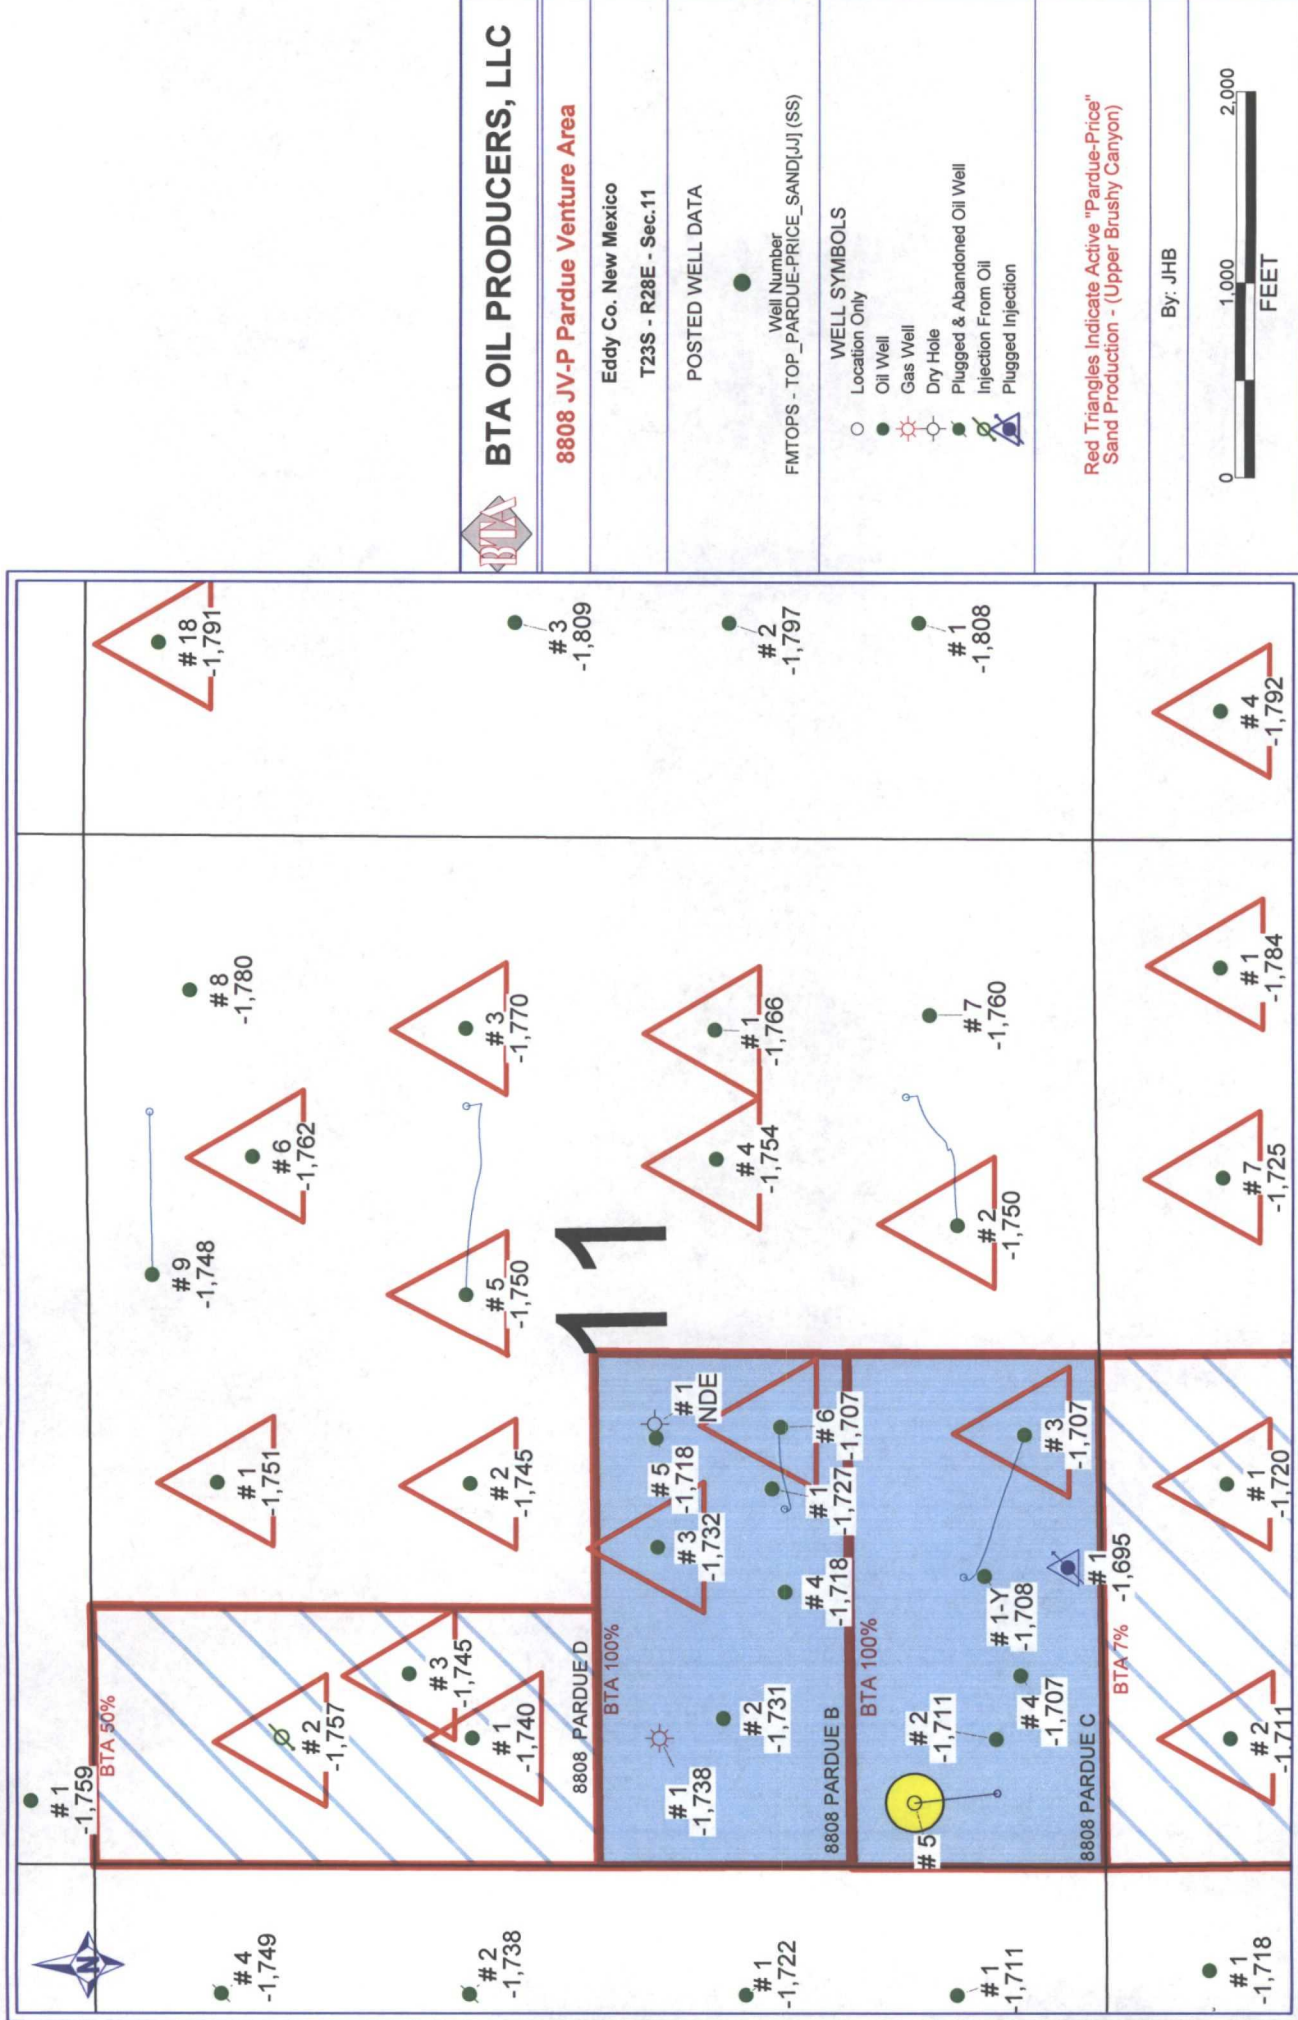 BTA
BTA OIL PRODUCERS, LLC
8808 JV-P Pardue Venture Area
Eddy Co. New Mexico
T23S - R28E - Sec.11
POSTED WELL DATA
Well Number
FMTOPS - TOP_PARDUE-PRICE_SAND[JJ] (SS)
WELL SYMBOLS
Location Only
Oil Well
Gas Well
Dry Hole
Plugged & Abandoned Oil Well
Injection From Oil
Plugged Injection
Red Triangles Indicate Active "Pardue-Price"
Sand Production - (Upper Brushy Canyon)
By: JHB
0 1,000 2,000
FEET
N
# 1
-1,759
BTA 50%
# 4
-1,749
# 2
-1,757
# 1
-1,751
# 9
-1,748
# 6
-1,762
# 8
-1,780
# 18
-1,791
# 2
-1,738
# 3
-1,745
# 1
-1,740
# 2
-1,745
# 5
-1,750
# 3
-1,770
# 3
-1,809
8808 PARDUE D
11
BTA 100%
# 1
-1,738
# 2
-1,731
# 3
-1,732
# 5
-1,718
# 1
NDE
# 4
-1,718
# 1
-1,727
# 6
-1,707
8808 PARDUE B
# 1
-1,722
# 4
-1,754
# 1
-1,766
# 2
-1,797
BTA 100%
# 5
# 2
-1,711
# 4
-1,707
# 1-Y
-1,708
# 3
-1,707
# 1
-1,695
8808 PARDUE C
# 1
-1,711
# 2
-1,750
# 7
-1,760
# 1
-1,808
BTA 7%
# 1
-1,718
# 2
-1,711
# 1
-1,720
# 7
-1,725
# 1
-1,784
# 4
-1,792